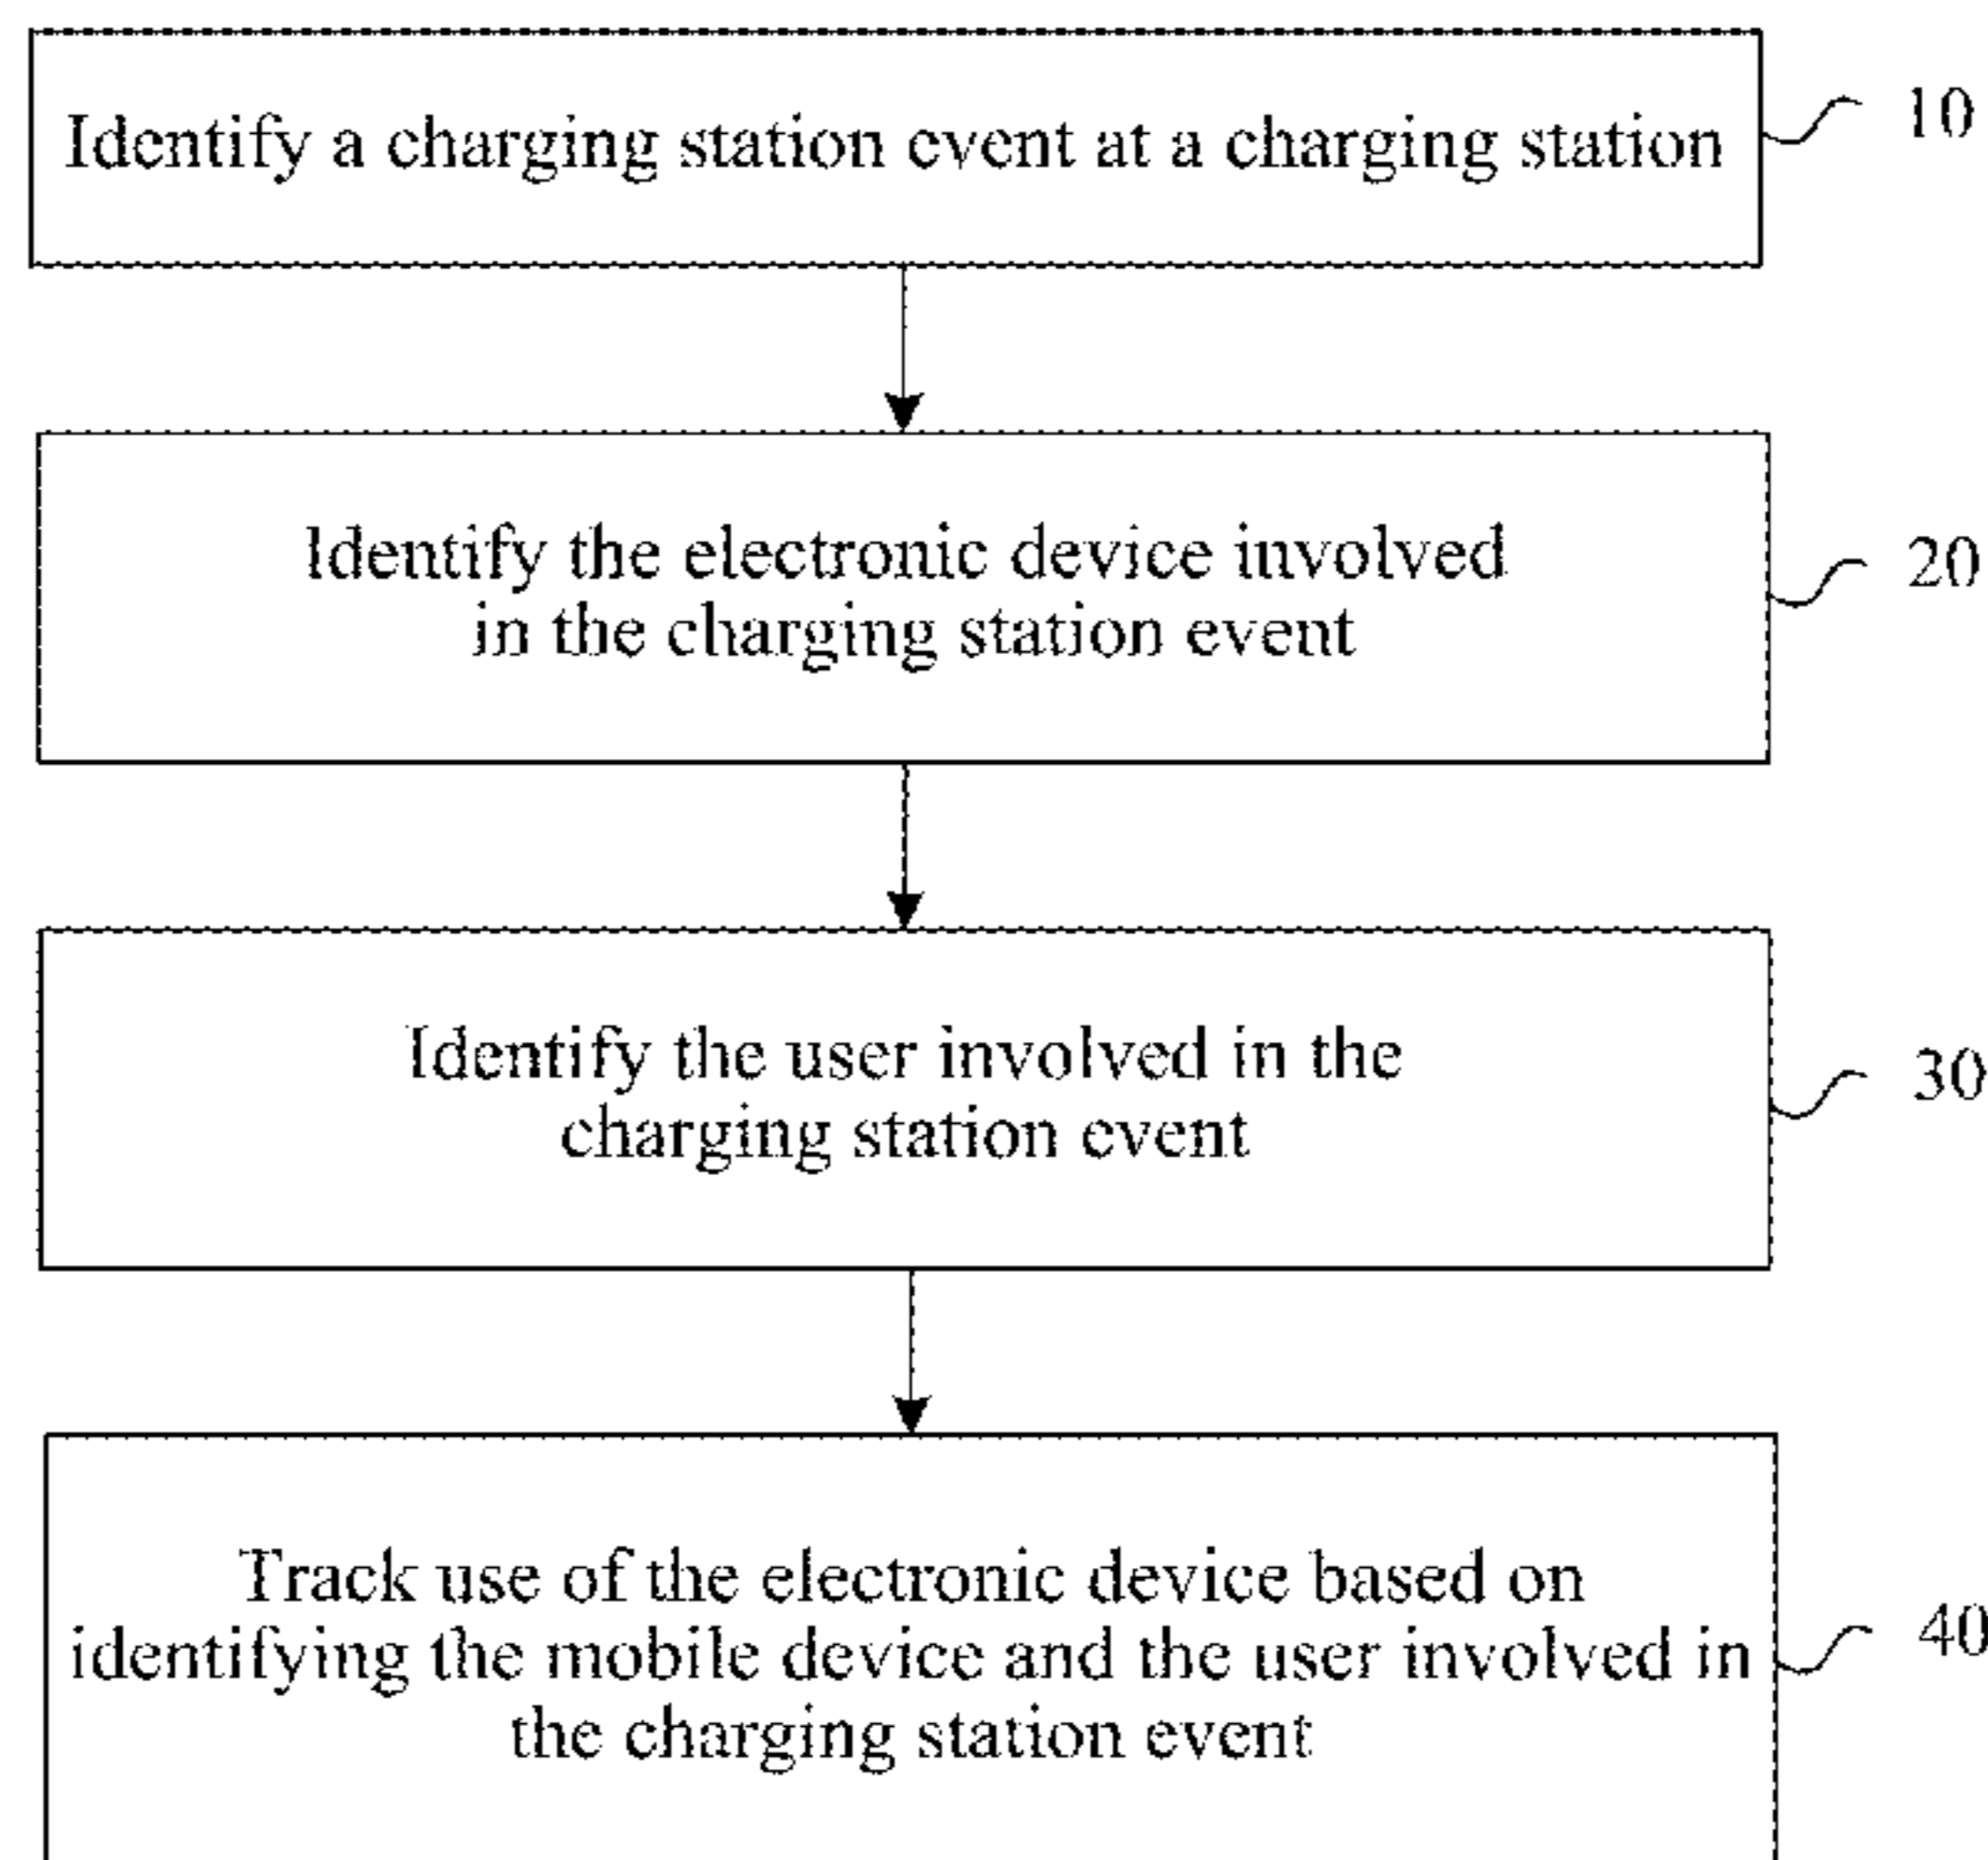 Identify a charging station event at a charging station
10
Identify the electronic device involved
in the charging station event
20
Identify the user involved in the
charging station event
30
Track use of the electronic device based on
identifying the mobile device and the user involved in
the charging station event
40